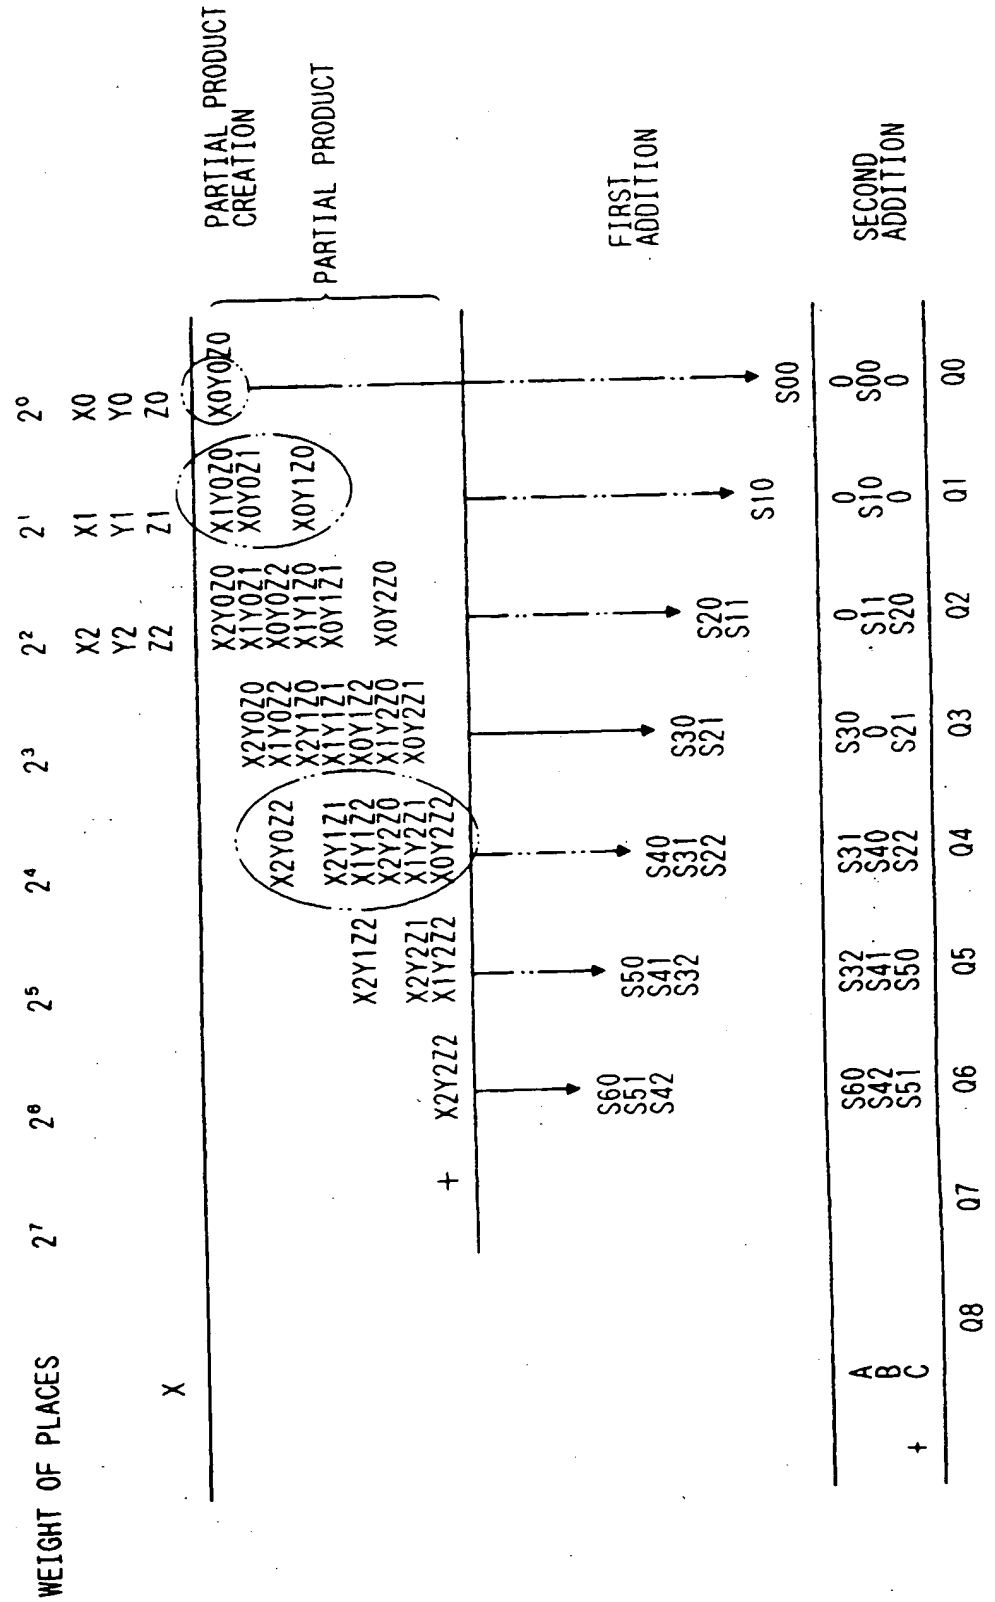 WEIGHT OF PLACES 2⁷ 2⁶ 2⁵ 2⁴ 2³ 2² 2¹ 2⁰
X2 X1 X0
Y2 Y1 Y0
X Z2 Z1 Z0
X2Y0Z0 X1Y0Z0 X0Y0Z0 PARTIAL PRODUCT
X2Y0Z0 X1Y0Z1 X0Y0Z1 CREATION
X2Y0Z2 X1Y0Z2 X0Y0Z2
X2Y1Z0 X1Y1Z0 X0Y1Z0
X2Y1Z1 X1Y1Z1 X0Y1Z1 PARTIAL PRODUCT
X2Y1Z2 X1Y1Z2 X0Y1Z2
X2Y2Z0 X1Y2Z0 X0Y2Z0
X2Y2Z1 X1Y2Z1 X0Y2Z1
+ X2Y2Z2 X1Y2Z2 X0Y2Z2
S60 FIRST
S51 S50 ADDITION
S42 S41 S40
S32 S31 S30
S22 S21 S20
S11
S10
S00
A S60 S32 S31 S30 0 0 0 SECOND
B S42 S41 S40 0 S11 S10 S00 ADDITION
+ C S51 S50 S22 S21 S20 0 0
Q8 Q7 Q6 Q5 Q4 Q3 Q2 Q1 Q0